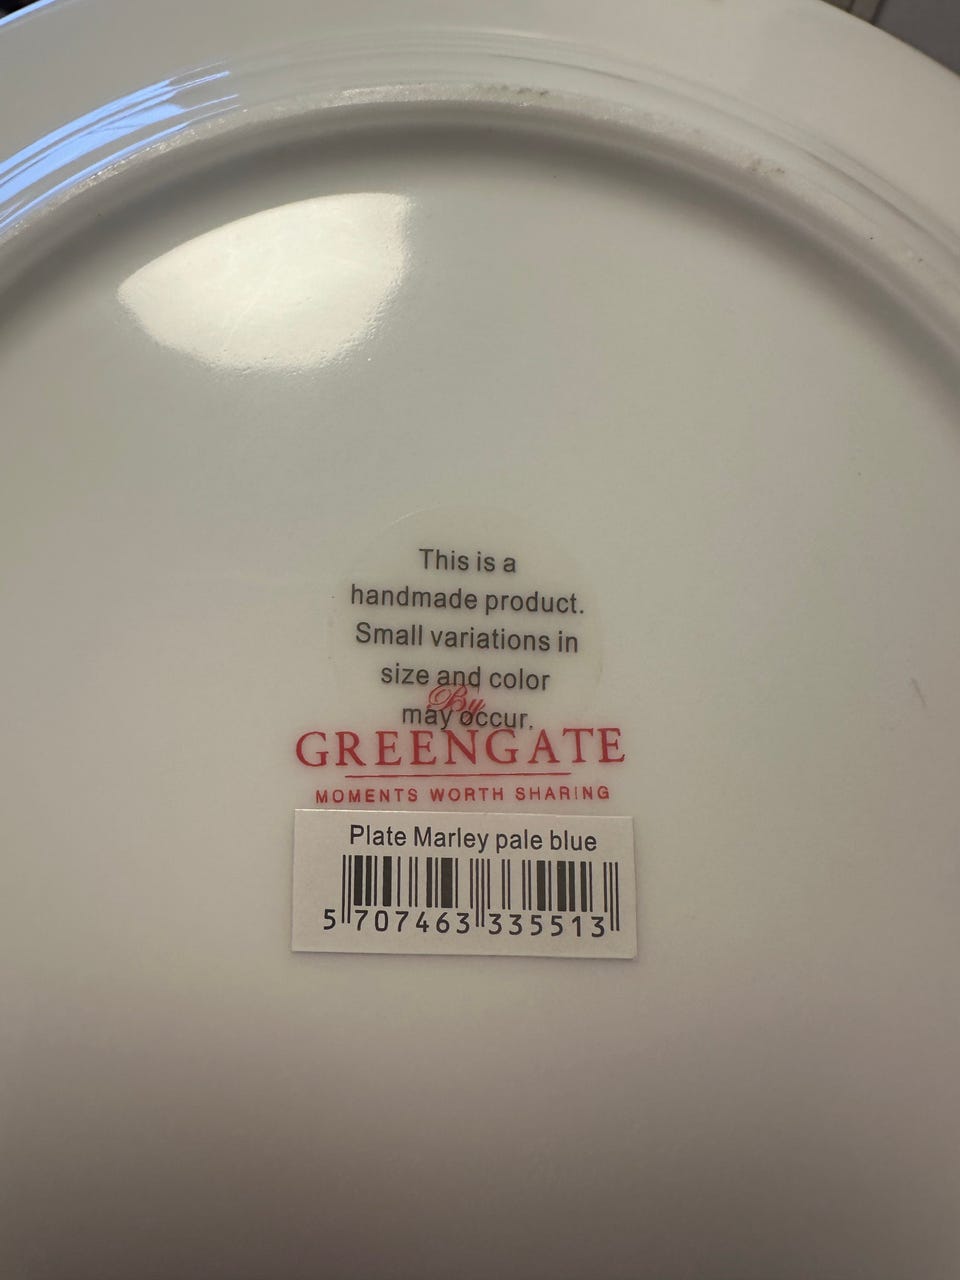 This is a
handmade product.
Small variations in
size and color
By
may occur.
GREENGATE
MOMENTS WORTH SHARING
Plate Marley pale blue
5 707463 335513